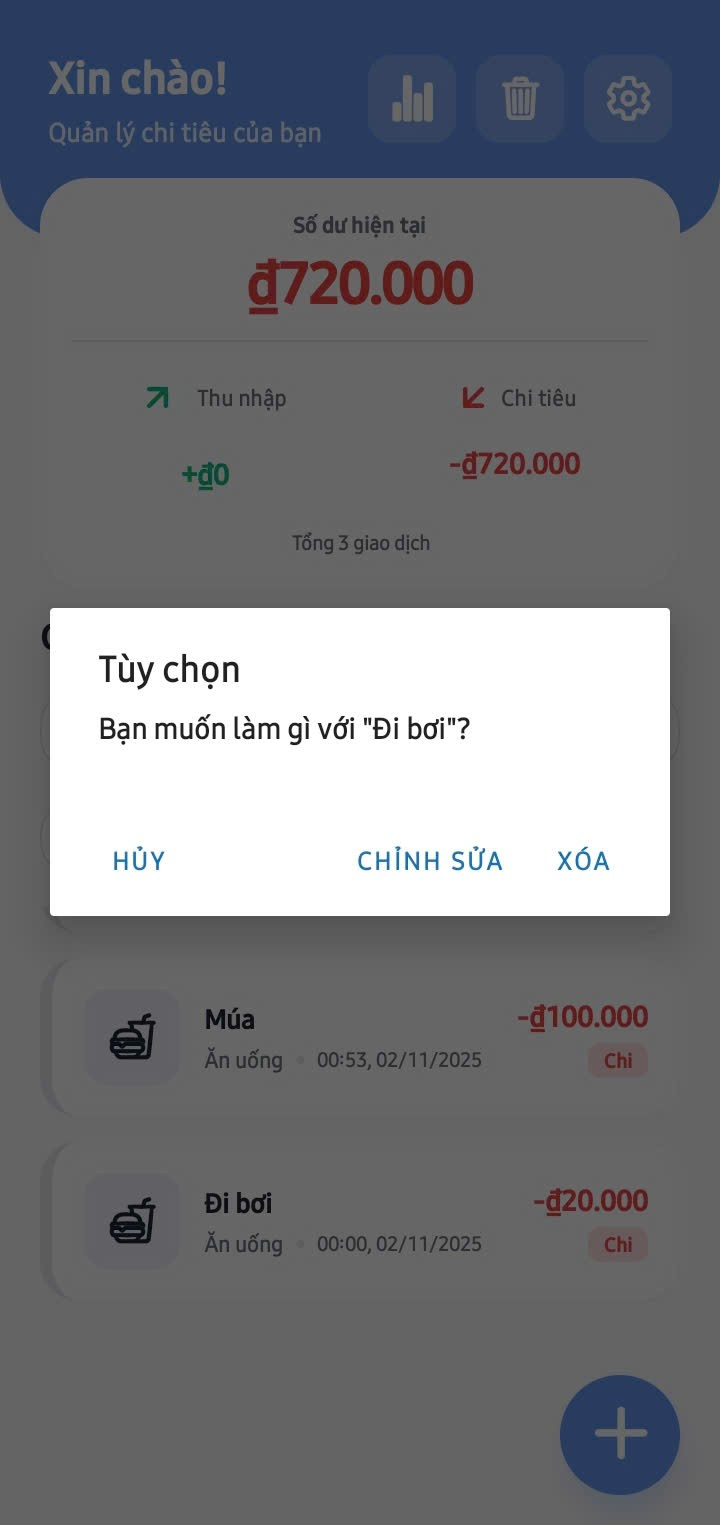 Xin chào!
Quản lý chi tiêu của bạn
Số dư hiện tại
₫720.000
Thu nhập
Chi tiêu
+₫0
-₫720.000
Tổng 3 giao dịch
Tùy chọn
Bạn muốn làm gì với "Đi bơi"?
HỦY
CHỈNH SỬA
XÓA
Múa
-₫100.000
Ăn uống • 00:53, 02/11/2025
Chi
Đi bơi
-₫20.000
Ăn uống • 00:00, 02/11/2025
Chi